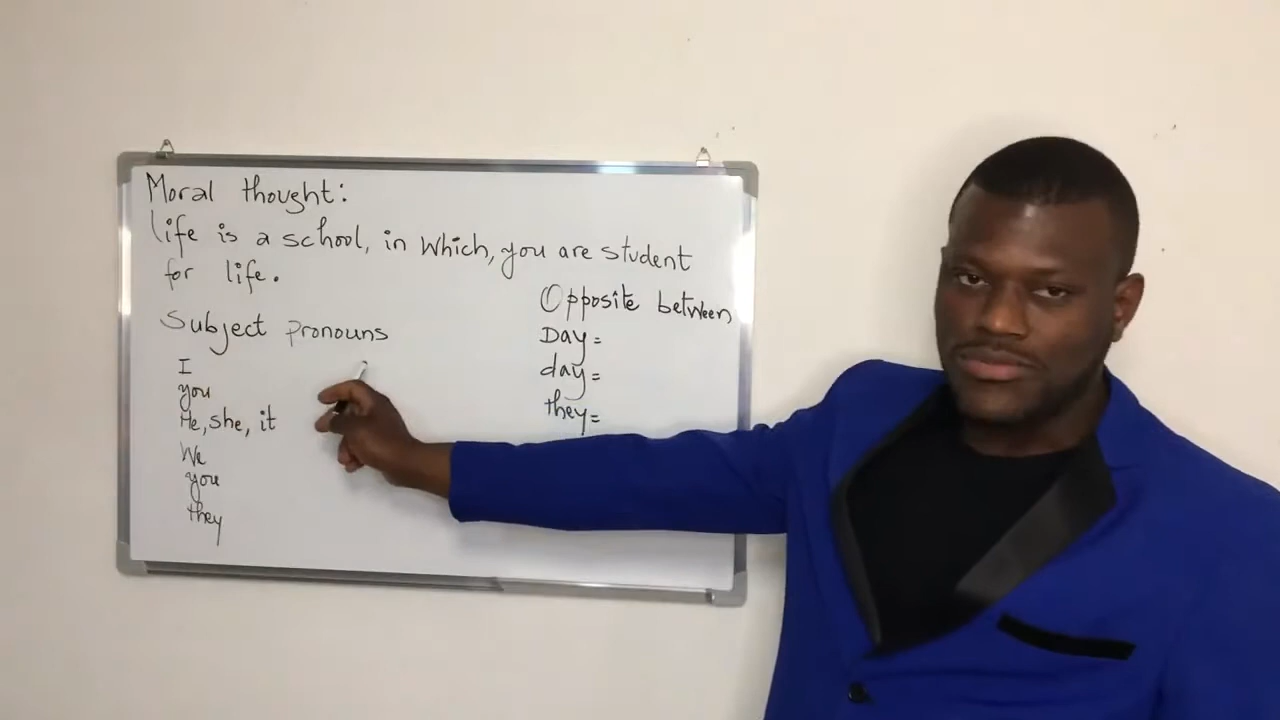 Moral thought:
Life is a school, in which, you are student
for life.
Subject pronouns
I
you
He, she, it
We
you
they
Opposite between
Day =
day =
they =